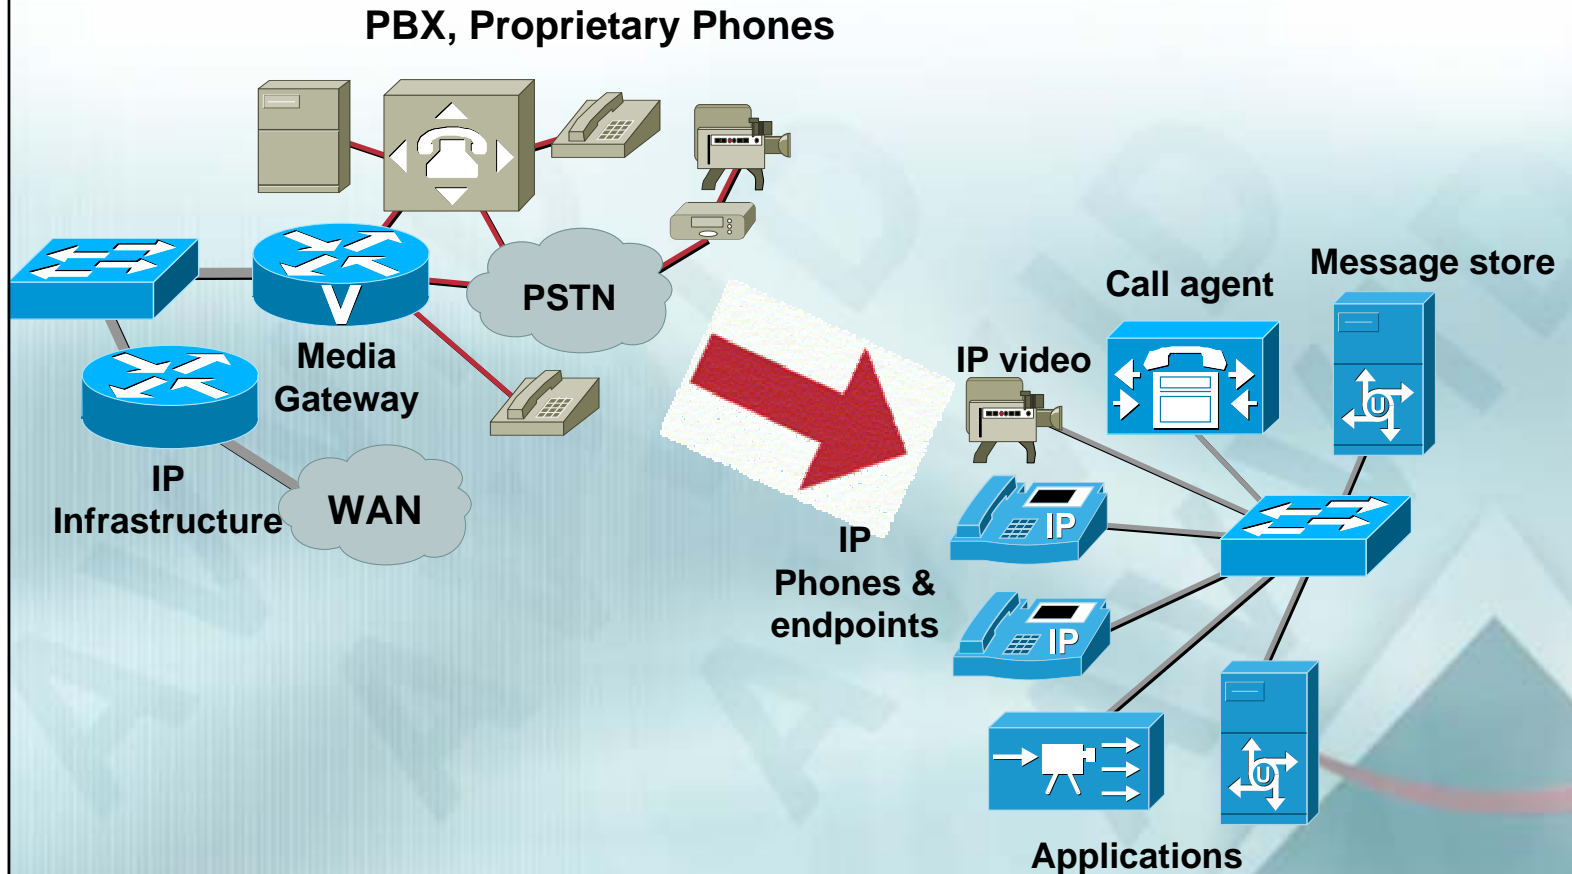 PBX, Proprietary Phones
PSTN
V
Media
Gateway
IP
Infrastructure
WAN
Message store
Call agent
IP video
U
IP
IP
Phones &
endpoints
IP
U
Applications